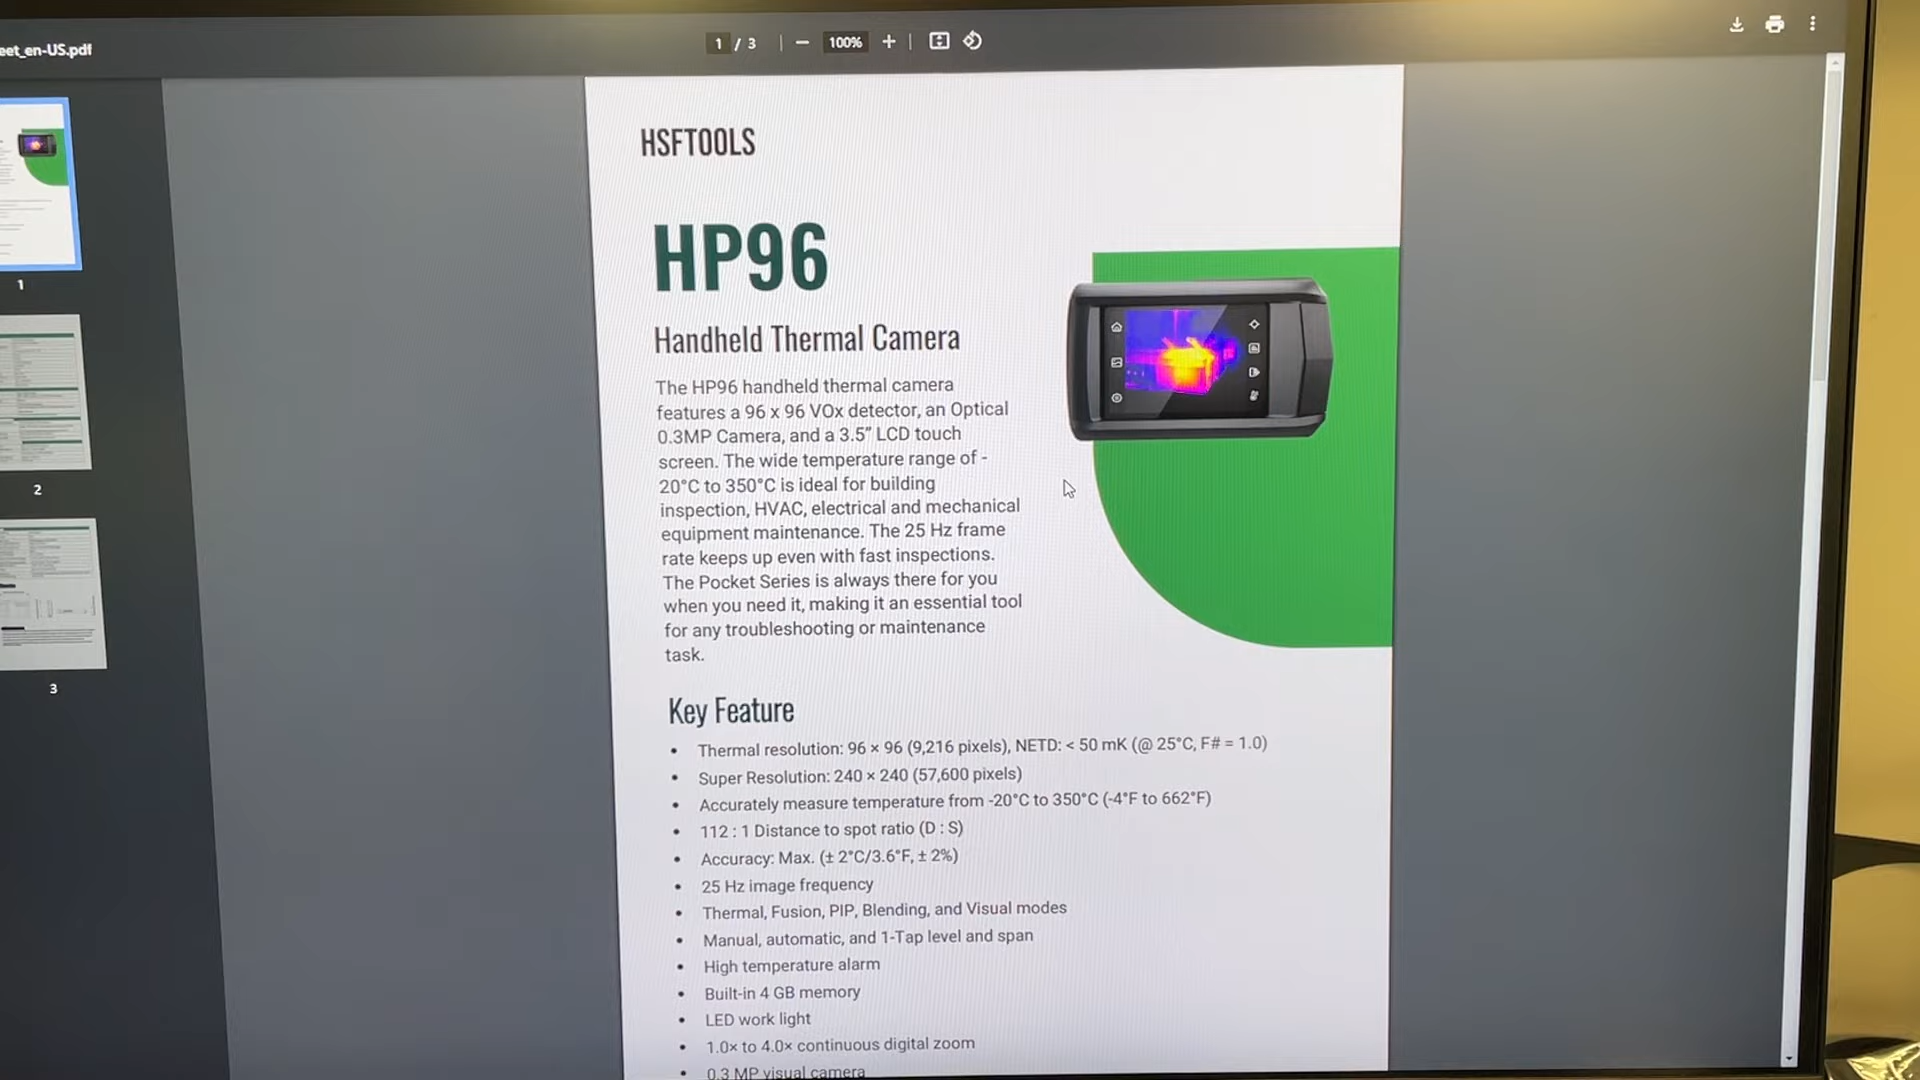 eet_en-US.pdf
1 / 3
100%
HSFTOOLS
HP96
Handheld Thermal Camera
The HP96 handheld thermal camera
features a 96 x 96 VOx detector, an Optical
0.3MP Camera, and a 3.5” LCD touch
screen. The wide temperature range of -
20°C to 350°C is ideal for building
inspection, HVAC, electrical and mechanical
equipment maintenance. The 25 Hz frame
rate keeps up even with fast inspections.
The Pocket Series is always there for you
when you need it, making it an essential tool
for any troubleshooting or maintenance
task.
Key Feature
• Thermal resolution: 96 × 96 (9,216 pixels), NETD: < 50 mK (@ 25°C, F# = 1.0)
• Super Resolution: 240 × 240 (57,600 pixels)
• Accurately measure temperature from -20°C to 350°C (-4°F to 662°F)
• 112 : 1 Distance to spot ratio (D : S)
• Accuracy: Max. (± 2°C/3.6°F, ± 2%)
• 25 Hz image frequency
• Thermal, Fusion, PIP, Blending, and Visual modes
• Manual, automatic, and 1-Tap level and span
• High temperature alarm
• Built-in 4 GB memory
• LED work light
• 1.0× to 4.0× continuous digital zoom
• 0.3 MP visual camera
1
2
3